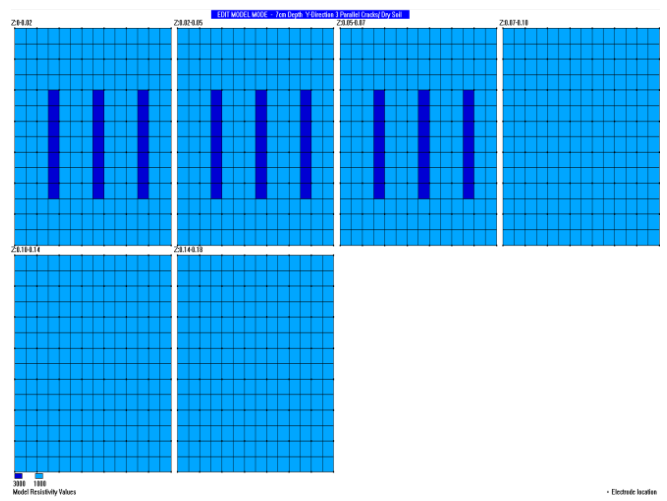 EDIT MODEL MODE - 7cm Depth Y-Direction 3 Parallel Cracks/ Dry Soil
Z:0-0.02
Z:0.02-0.05
Z:0.05-0.07
Z:0.07-0.10
Z:0.10-0.14
Z:0.14-0.18
3000 1000
Model Resistivity Values
• Electrode location